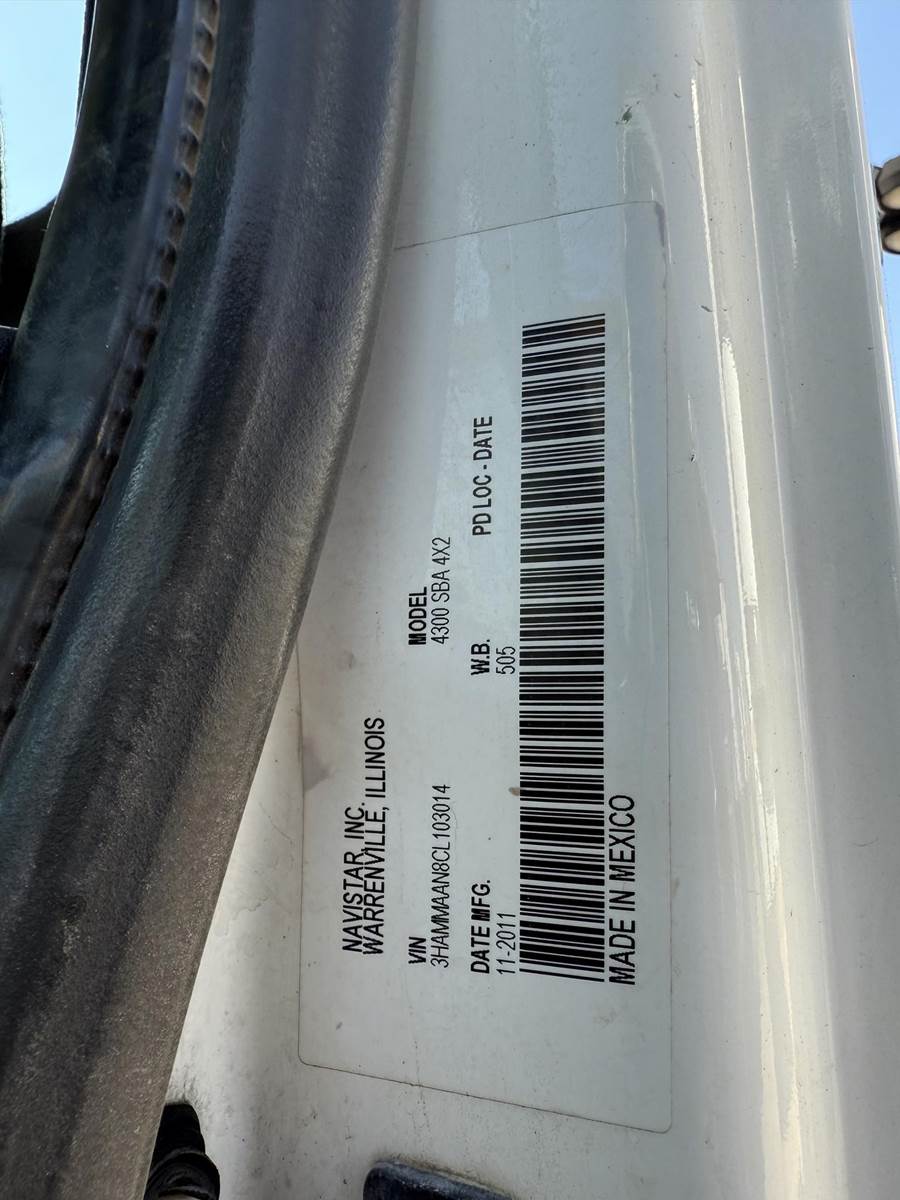 NAVISTAR, INC.
WARRENVILLE, ILLINOIS
VIN MODEL
3HAMMAAN8CL103014 4300 SBA 4X2
DATE MFG. W.B. PD LOC - DATE
11-2011 505
MADE IN MEXICO